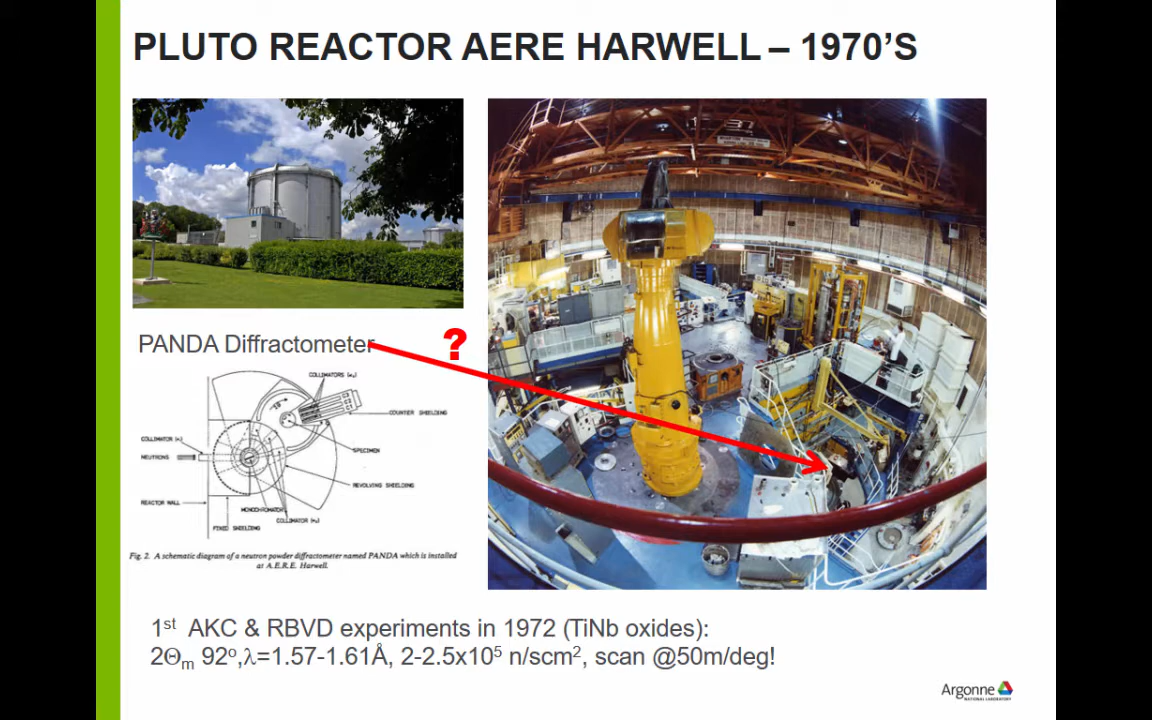 PLUTO REACTOR AERE HARWELL – 1970'S
PANDA Diffractometer
?
COLLIMATORS (α₃)
COUNTER SHIELDING
COLLIMATOR (α₁)
NEUTRONS
SPECIMEN
REVOLVING SHIELDING
REACTOR WALL
MONOCHROMATOR
COLLIMATOR (α₂)
FIXED SHIELDING
Fig. 2. A schematic diagram of a neutron powder diffractometer named PANDA which is installed
at A.E.R.E. Harwell.
1st AKC & RBVD experiments in 1972 (TiNb oxides):
2Θm 92o,λ=1.57-1.61Å, 2-2.5x10⁵ n/scm², scan @50m/deg!
Argonne
NATIONAL LABORATORY